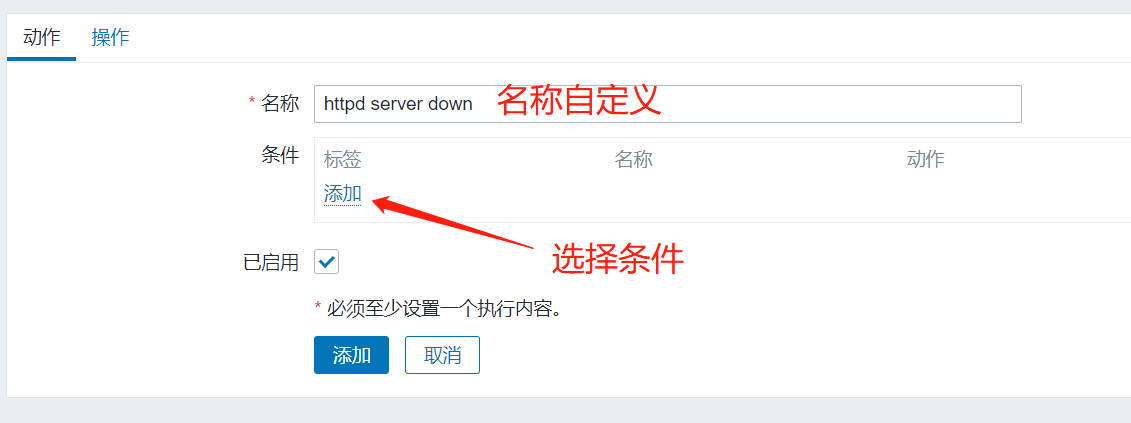 动作 操作
* 名称 httpd server down 名称自定义
条件 标签 名称 动作
添加
选择条件
已启用
* 必须至少设置一个执行内容。
添加 取消